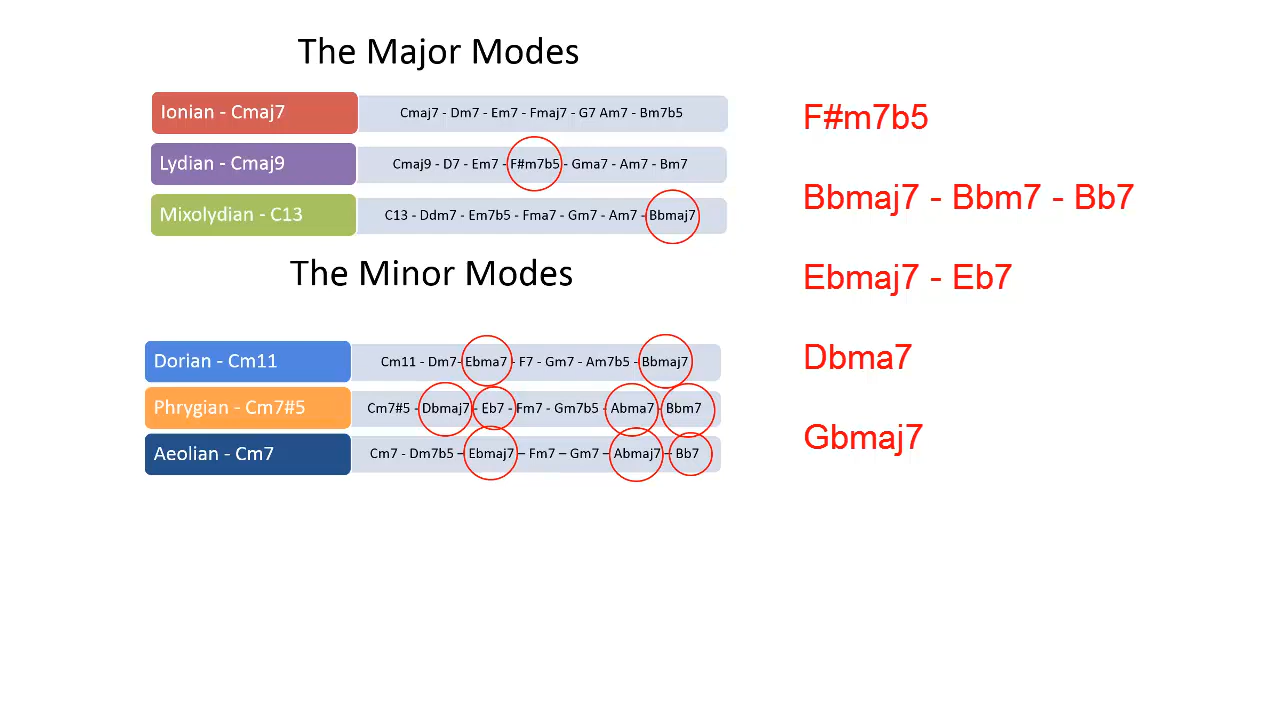 The Major Modes
Ionian - Cmaj7
Cmaj7 - Dm7 - Em7 - Fmaj7 - G7 Am7 - Bm7b5
Lydian - Cmaj9
Cmaj9 - D7 - Em7 - F#m7b5 - Gma7 - Am7 - Bm7
Mixolydian - C13
C13 - Ddm7 - Em7b5 - Fma7 - Gm7 - Am7 - Bbmaj7
The Minor Modes
Dorian - Cm11
Cm11 - Dm7- Ebma7 - F7 - Gm7 - Am7b5 - Bbmaj7
Phrygian - Cm7#5
Cm7#5 - Dbmaj7 - Eb7 - Fm7 - Gm7b5 - Abma7 - Bbm7
Aeolian - Cm7
Cm7 - Dm7b5 – Ebmaj7 – Fm7 – Gm7 – Abmaj7 – Bb7
F#m7b5
Bbmaj7 - Bbm7 - Bb7
Ebmaj7 - Eb7
Dbma7
Gbmaj7